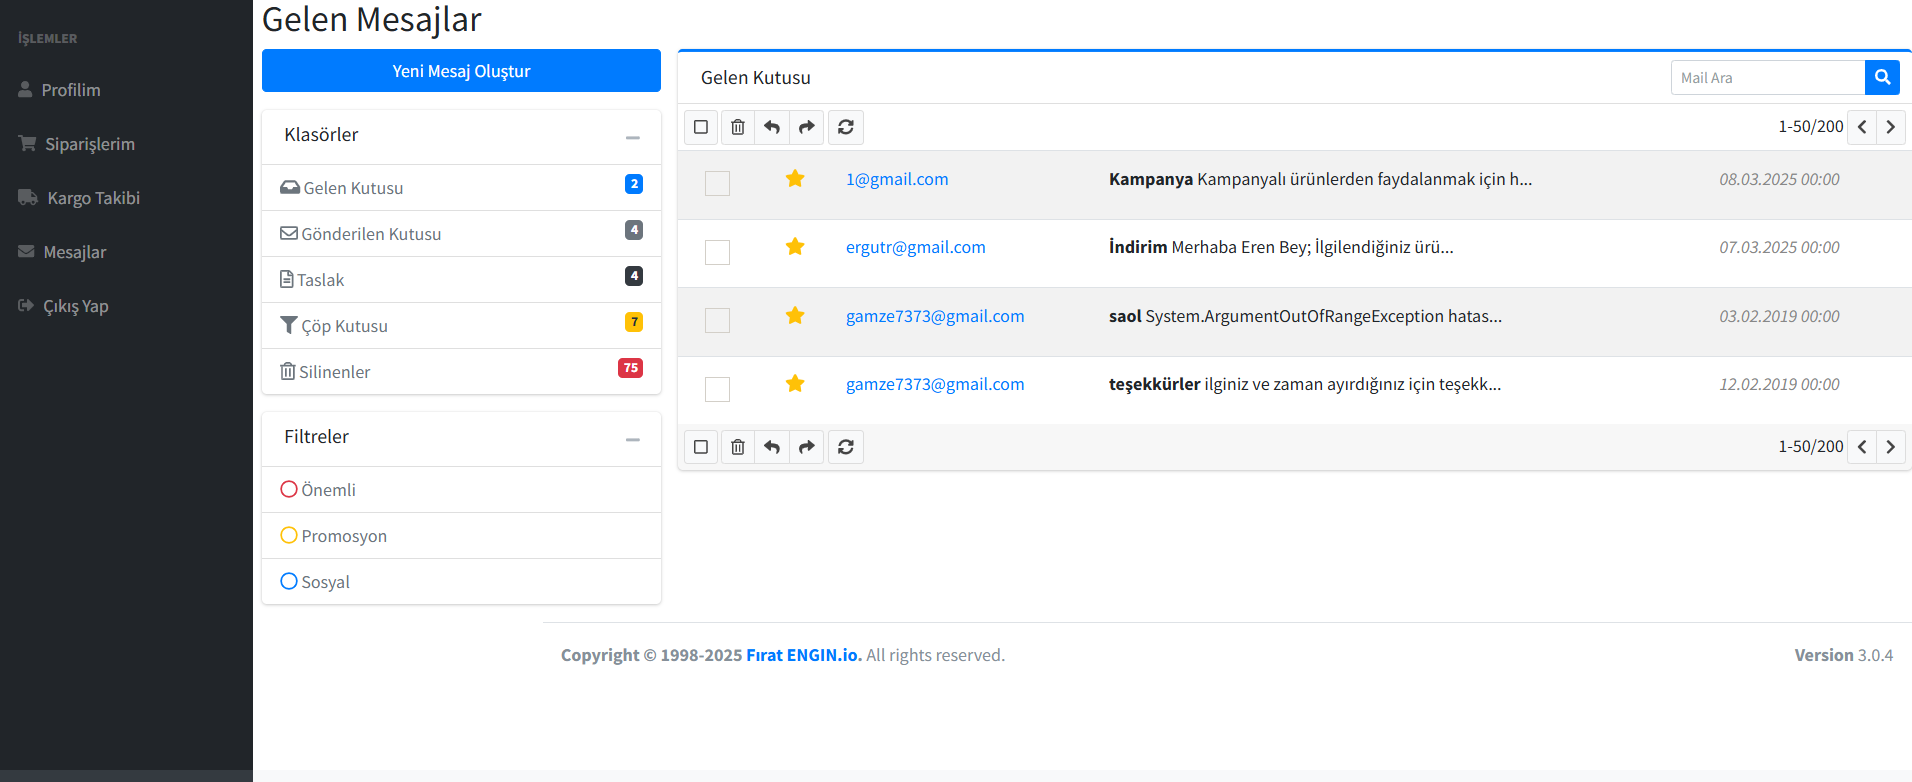 İŞLEMLER
Profilim
Siparişlerim
Kargo Takibi
Mesajlar
Çıkış Yap
Gelen Mesajlar
Yeni Mesaj Oluştur
Klasörler
Gelen Kutusu 2
Gönderilen Kutusu 4
Taslak 4
Çöp Kutusu 7
Silinenler 75
Filtreler
Önemli
Promosyon
Sosyal
Gelen Kutusu
Mail Ara
1-50/200
1@gmail.com Kampanya Kampanyalı ürünlerden faydalanmak için h... 08.03.2025 00:00
ergutr@gmail.com İndirim Merhaba Eren Bey; İlgilendiğiniz ürü... 07.03.2025 00:00
gamze7373@gmail.com saol System.ArgumentOutOfRangeException hatas... 03.02.2019 00:00
gamze7373@gmail.com teşekkürler ilginiz ve zaman ayırdığınız için teşekk... 12.02.2019 00:00
1-50/200
Copyright © 1998-2025 Fırat ENGIN.io. All rights reserved.
Version 3.0.4